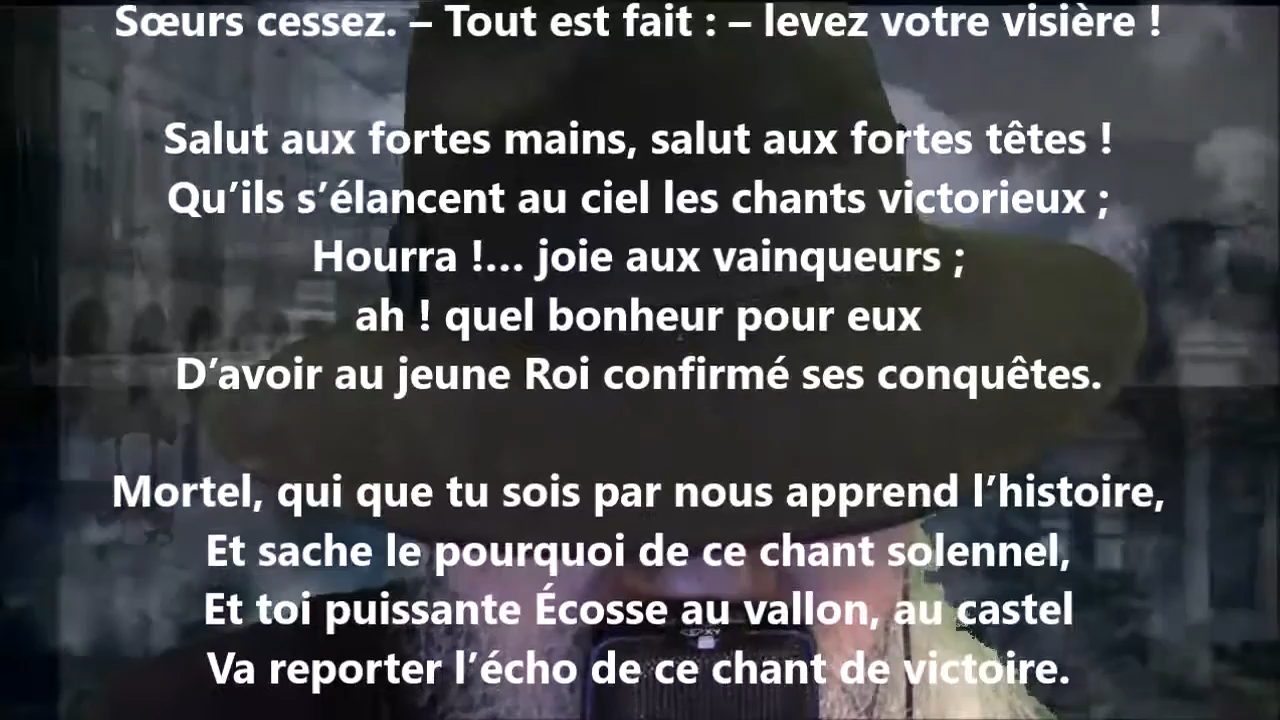 Sœurs cessez. – Tout est fait : – levez votre visière !
Salut aux fortes mains, salut aux fortes têtes !
Qu’ils s’élancent au ciel les chants victorieux ;
Hourra !... joie aux vainqueurs ;
ah ! quel bonheur pour eux
D’avoir au jeune Roi confirmé ses conquêtes.
Mortel, qui que tu sois par nous apprend l’histoire,
Et sache le pourquoi de ce chant solennel,
Et toi puissante Écosse au vallon, au castel
Va reporter l’écho de ce chant de victoire.